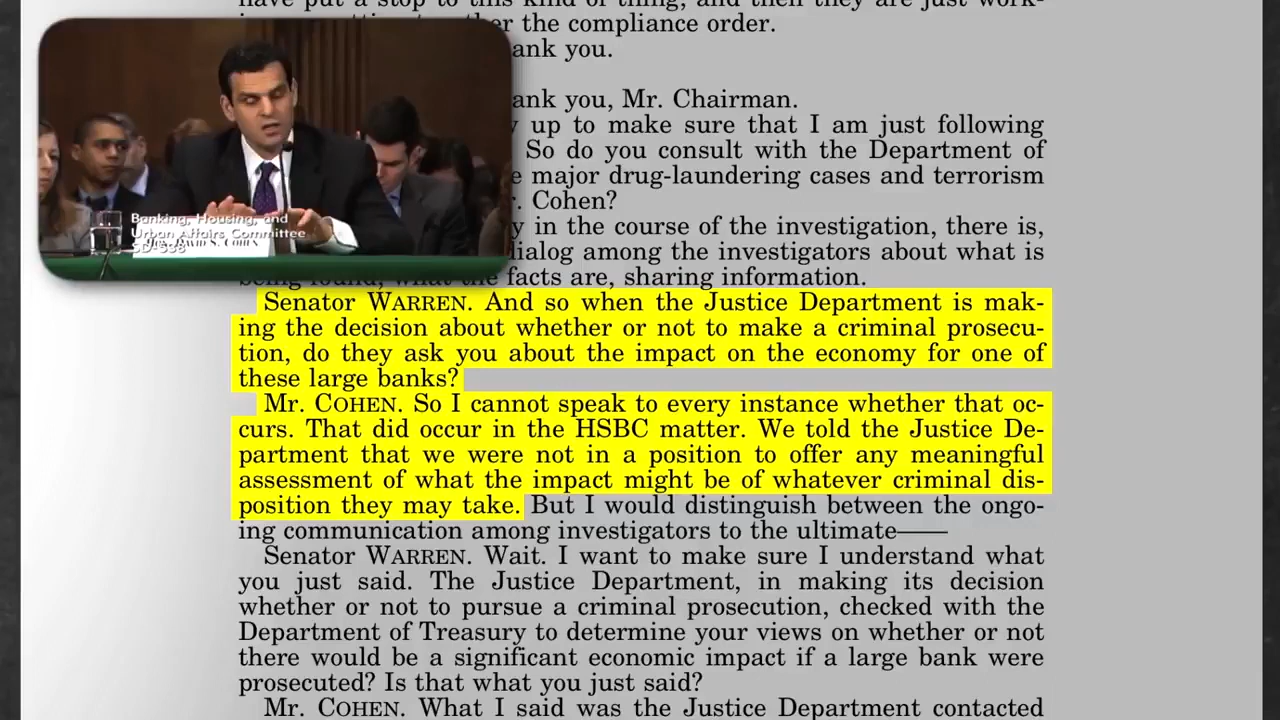 have put a stop to this kind of thing, and then they are just work-
her the compliance order.
ank you.
ank you, Mr. Chairman.
up to make sure that I am just following
So do you consult with the Department of
e major drug-laundering cases and terrorism
r. Cohen?
y in the course of the investigation, there is,
dialog among the investigators about what is
being found, what the facts are, sharing information.
Banking, Housing, and
Urban Affairs Committee
SD-538
DAVID S. COHEN
Senator WARREN. And so when the Justice Department is mak-
ing the decision about whether or not to make a criminal prosecu-
tion, do they ask you about the impact on the economy for one of
these large banks?
Mr. COHEN. So I cannot speak to every instance whether that oc-
curs. That did occur in the HSBC matter. We told the Justice De-
partment that we were not in a position to offer any meaningful
assessment of what the impact might be of whatever criminal dis-
position they may take. But I would distinguish between the ongo-
ing communication among investigators to the ultimate——
Senator WARREN. Wait. I want to make sure I understand what
you just said. The Justice Department, in making its decision
whether or not to pursue a criminal prosecution, checked with the
Department of Treasury to determine your views on whether or not
there would be a significant economic impact if a large bank were
prosecuted? Is that what you just said?
Mr. COHEN. What I said was the Justice Department contacted